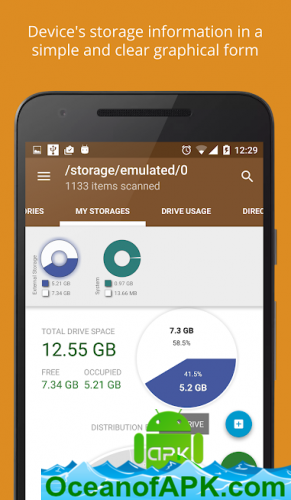 Device's storage information in a
simple and clear graphical form
12:29
/storage/emulated/0
1133 items scanned
ORIES
MY STORAGES
DRIVE USAGE
DIREC
External Storage
5.21 GB
7.34 GB
System
0.97 GB
13.66 MB
TOTAL DRIVE SPACE
12.55 GB
FREE
OCCUPIED
7.34 GB
5.21 GB
7.3 GB
58.5%
41.5%
5.2 GB
DISTRIBUTION
RIVE
APK
OceanofAPK.com